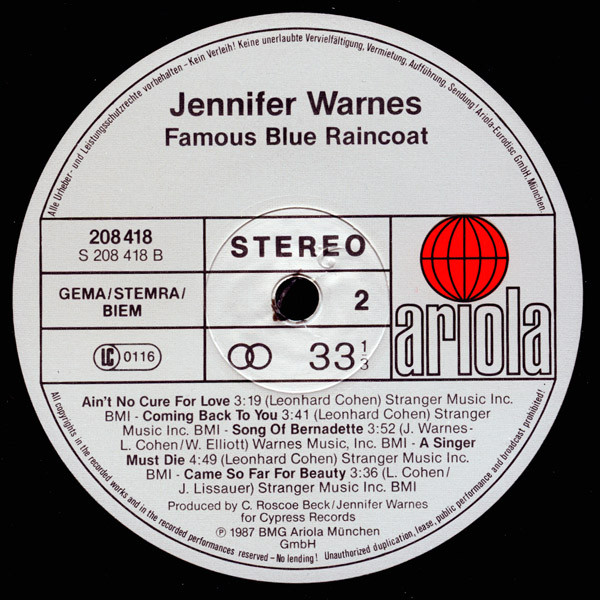 Alle Urheber- und Leistungsschutzrechte vorbehalten - Kein Verleih! Keine unerlaubte Vervielfältigung, Vermietung, Aufführung, Sendung! Ariola-Eurodisc GmbH, München.
Jennifer Warnes
Famous Blue Raincoat
208 418
S 208 418 B
STEREO
GEMA/STEMRA/
BIEM
2
ariola
LC 0116
33 1/3
Ain't No Cure For Love 3:19 (Leonhard Cohen) Stranger Music Inc.
BMI - Coming Back To You 3:41 (Leonhard Cohen) Stranger
Music Inc. BMI - Song Of Bernadette 3:52 (J. Warnes-
L. Cohen/W. Elliott) Warnes Music, Inc. BMI - A Singer
Must Die 4:49 (Leonhard Cohen) Stranger Music Inc.
BMI - Came So Far For Beauty 3:36 (L. Cohen/
J. Lissauer) Stranger Music Inc. BMI
Produced by C. Roscoe Beck/Jennifer Warnes
for Cypress Records
℗ 1987 BMG Ariola München
GmbH
All copyrights in the recorded works and in the recorded performances reserved - No lending! Unauthorized duplication, lease, public performance and broadcast prohibited!